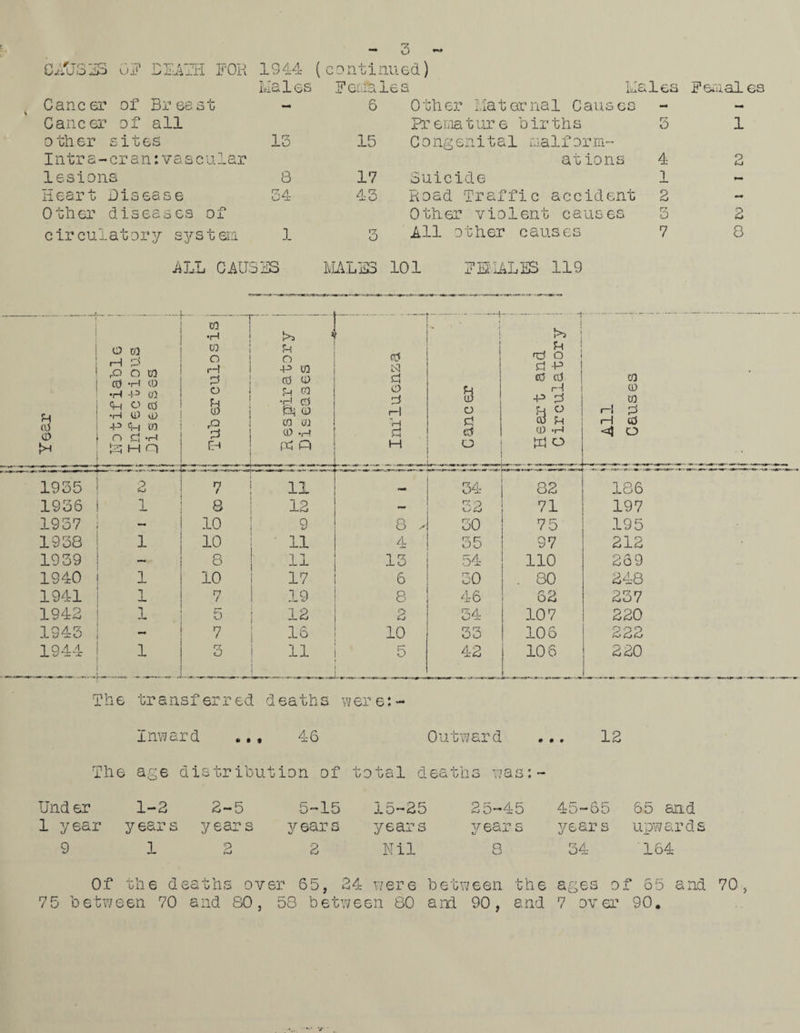 - 3 -
CAUSES OF DEATH FOR 1944 (continued)
Males Females Males Females
Cancer of Breast - 6 Other Maternal Causes - -
Cancer of all Premature births 3 1
other sites 13 15 Congenital malform-
Intra-cran:vascular ations 4 2
lesions 8 17 Suicide 1 -
Heart Disease 34 43 Road Traffic accident 2 -
Other diseases of Other violent causes 3 2
circulatory system 1 3 All other causes 7 8
ALL CAUSES MALES 101 FEMALES 119
Year Notifiable Infectious Diseases Tuberculosis Respiratory Diseases Influenza Cancer Heart and Circulatory All Causes
1935 2 7 11 - 34 82 186
1936 1 8 12 - 32 71 197
1937 - 10 9 8 30 75 195
1938 1 10 11 4 35 97 212
1939 - 8 11 13 54 110 269
1940 1 10 17 6 30 80 248
1941 1 7 19 8 46 62 237
1942 1 5 12 2 34 107 220
1943 - 7 16 10 33 106 222
1944 1 3 11 5 42 106 220
The transferred deaths were:-
Inward ... 46 Outward ... 12
The age distribution of total deaths was:-
Under 1-2 2-5 5-15 15-25 25-45 45-65 65 and
1 year years years years years years years upwards
9 1 2 2 Nil 8 34 164
Of the deaths over 65, 24 were between the ages of 65 and 70,
75 between 70 and 80, 58 between 80 and 90, and 7 over 90.